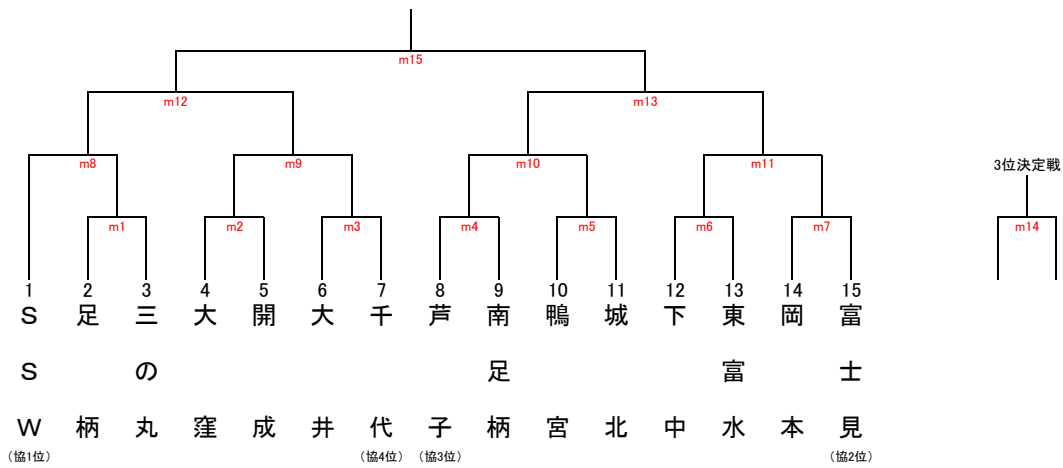 m15
m12 m13
m8 m9 m10 m11
3位決定戦
m1 m2 m3 m4 m5 m6 m7 m14
1 2 3 4 5 6 7 8 9 10 11 12 13 14 15
SSW
足柄
三の丸
大窪
開成
大井
千代
芦子
南足柄
鴨宮
城北
下中
東富水
岡本
富士見
(協1位) (協4位) (協3位) (協2位)